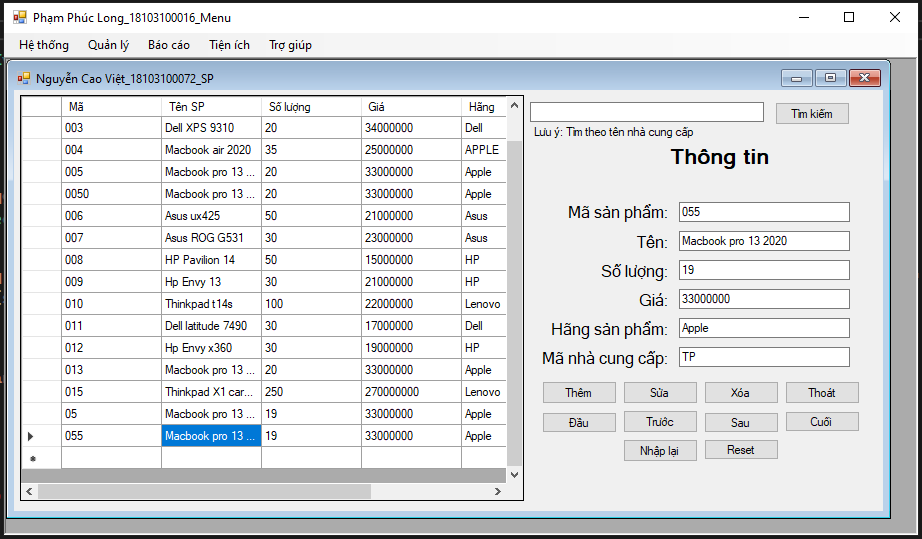 Phạm Phúc Long_18103100016_Menu
Hệ thống Quản lý Báo cáo Tiện ích Trợ giúp
Nguyễn Cao Việt_18103100072_SP
Mã Tên SP Số lượng Giá Hãng
003 Dell XPS 9310 20 34000000 Dell
004 Macbook air 2020 35 25000000 APPLE
005 Macbook pro 13 ... 20 33000000 Apple
0050 Macbook pro 13 ... 20 33000000 Apple
006 Asus ux425 50 21000000 Asus
007 Asus ROG G531 30 23000000 Asus
008 HP Pavilion 14 50 15000000 HP
009 Hp Envy 13 30 21000000 HP
010 Thinkpad t14s 100 22000000 Lenovo
011 Dell latitude 7490 30 17000000 Dell
012 Hp Envy x360 30 19000000 HP
013 Macbook pro 13 ... 20 33000000 Apple
015 Thinkpad X1 car... 250 270000000 Lenovo
05 Macbook pro 13 ... 19 33000000 Apple
055 Macbook pro 13 ... 19 33000000 Apple
Tìm kiếm
Lưu ý: Tìm theo tên nhà cung cấp
Thông tin
Mã sản phẩm: 055
Tên: Macbook pro 13 2020
Số lượng: 19
Giá: 33000000
Hãng sản phẩm: Apple
Mã nhà cung cấp: TP
Thêm Sửa Xóa Thoát
Đầu Trước Sau Cuối
Nhập lại Reset